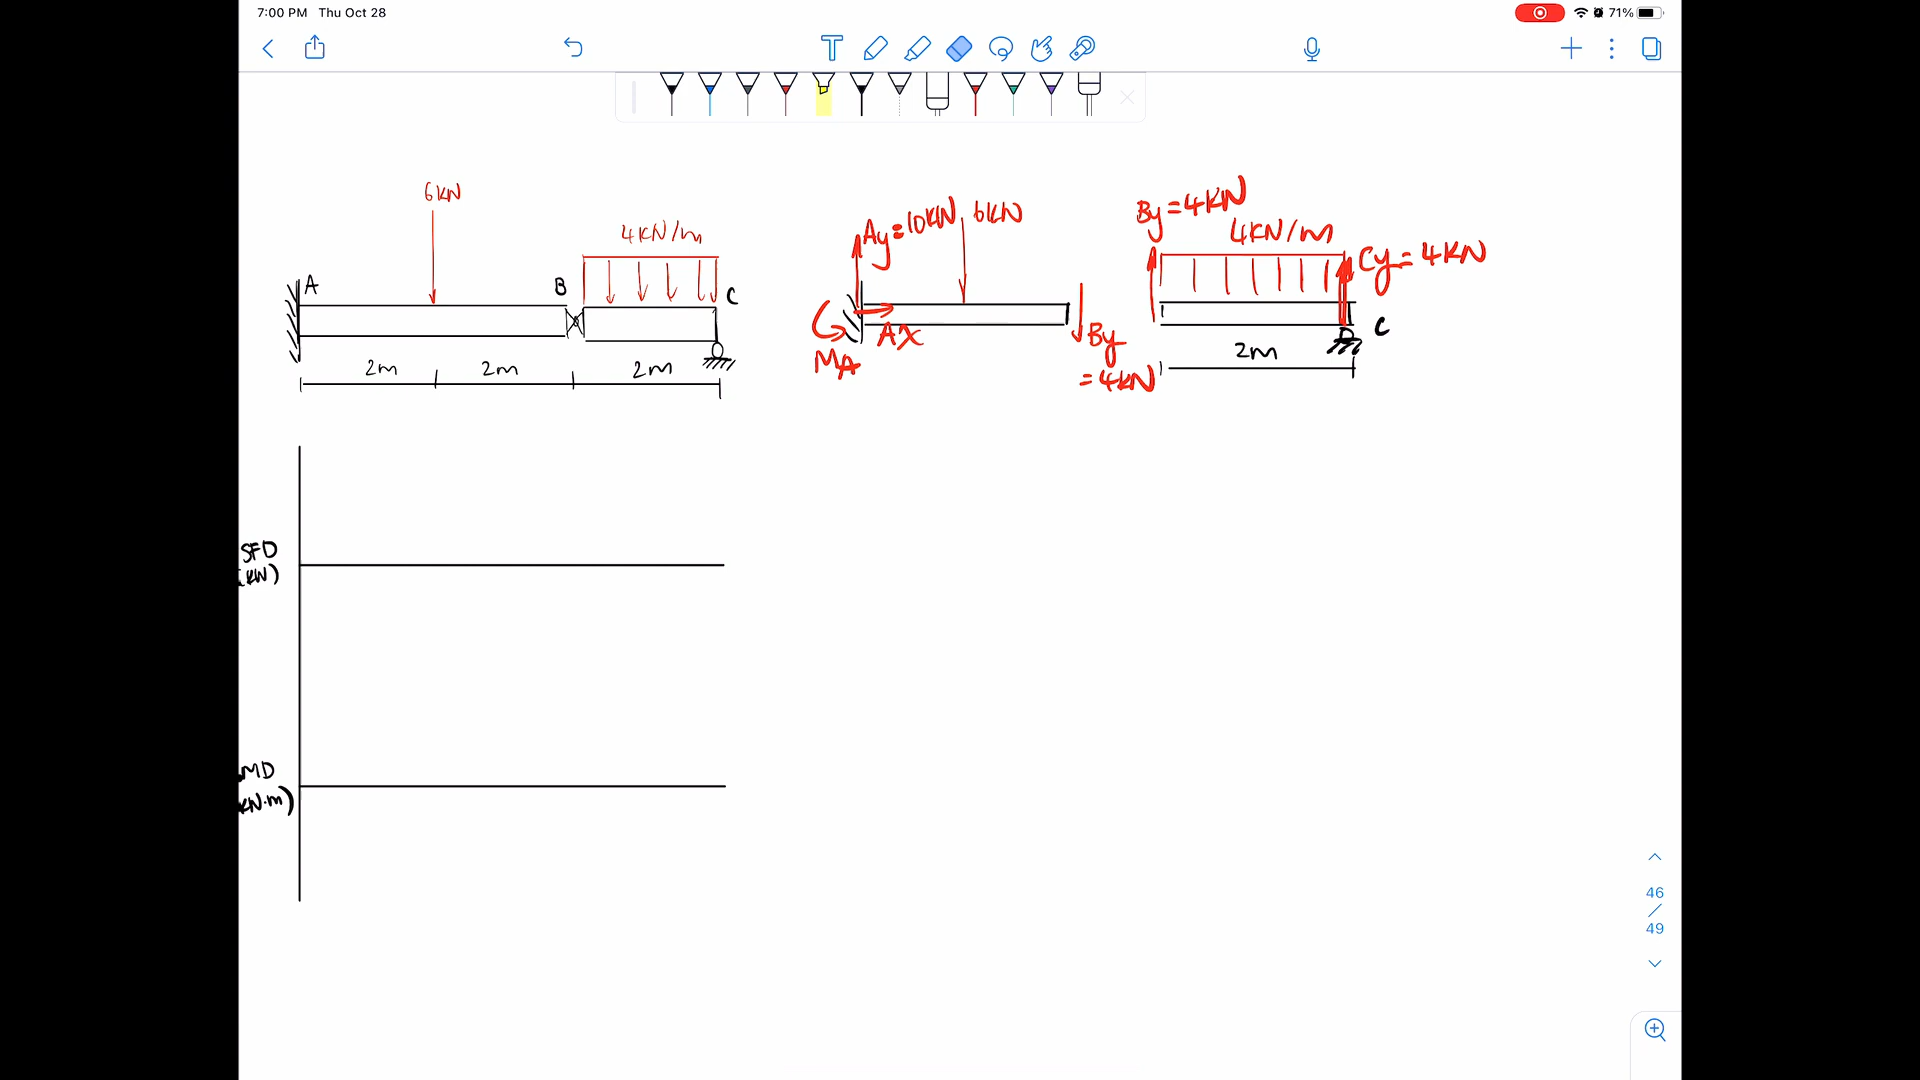 7:00 PM Thu Oct 28
71%
6KN
4KN/m
A
B
C
2m
2m
2m
Ay=10KN
6KN
Ax
MA
By
=4KN
By=4KN
4KN/m
Cy=4KN
C
2m
SFD
(KN)
MD
KN·m)
46
/
49